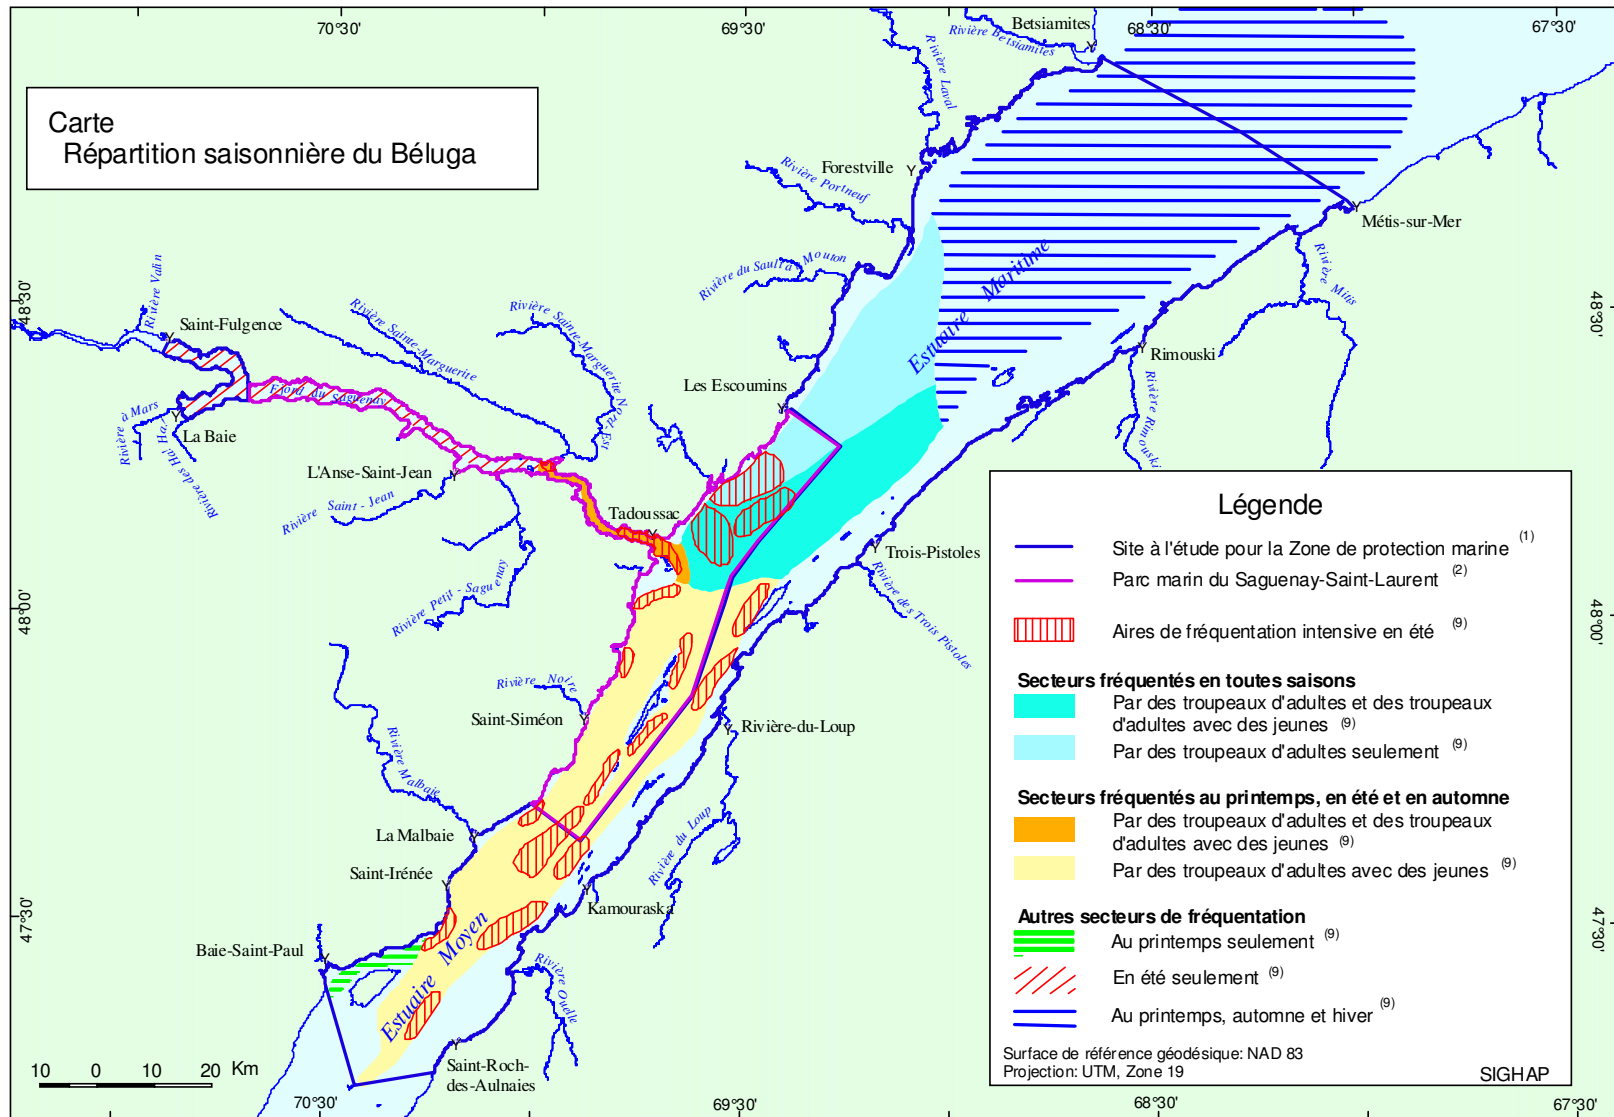 70°30'
69°30'
68°30'
67°30'
Betsiamites
Rivière Betsiamites
Rivière Laval
Carte
Répartition saisonnière du Béluga
Forestville
Rivière Portneuf
Métis-sur-Mer
Rivière Mitis
Rivière du Sault-à-Mouton
Estuaire Maritime
Rivière Valin
48°30'
48°30'
Saint-Fulgence
Rivière Sainte-Marguerite
Rivière Sainte-Marguerite Nord Est
Rimouski
Rivière Rimouski
Les Escoumins
Fjord du Saguenay
Rivière à Mars
La Baie
Rivière des Ha! Ha!
L'Anse-Saint-Jean
Rivière Saint-Jean
Tadoussac
Trois-Pistoles
Rivière des Trois Pistoles
Rivière Petit-Saguenay
48°00'
48°00'
Rivière Noire
Saint-Siméon
Rivière-du-Loup
Rivière Malbaie
La Malbaie
Rivière du Loup
Saint-Irénée
Kamouraska
47°30'
47°30'
Baie-Saint-Paul
Estuaire Moyen
Rivière Ouelle
Saint-Roch-
des-Aulnaies
10 0 10 20 Km
Légende
Site à l'étude pour la Zone de protection marine (1)
Parc marin du Saguenay-Saint-Laurent (2)
Aires de fréquentation intensive en été (9)
Secteurs fréquentés en toutes saisons
Par des troupeaux d'adultes et des troupeaux
d'adultes avec des jeunes (9)
Par des troupeaux d'adultes seulement (9)
Secteurs fréquentés au printemps, en été et en automne
Par des troupeaux d'adultes et des troupeaux
d'adultes avec des jeunes (9)
Par des troupeaux d'adultes avec des jeunes (9)
Autres secteurs de fréquentation
Au printemps seulement (9)
En été seulement (9)
Au printemps, automne et hiver (9)
Surface de référence géodésique: NAD 83
Projection: UTM, Zone 19
SIGHAP
70°30'
69°30'
68°30'
67°30'